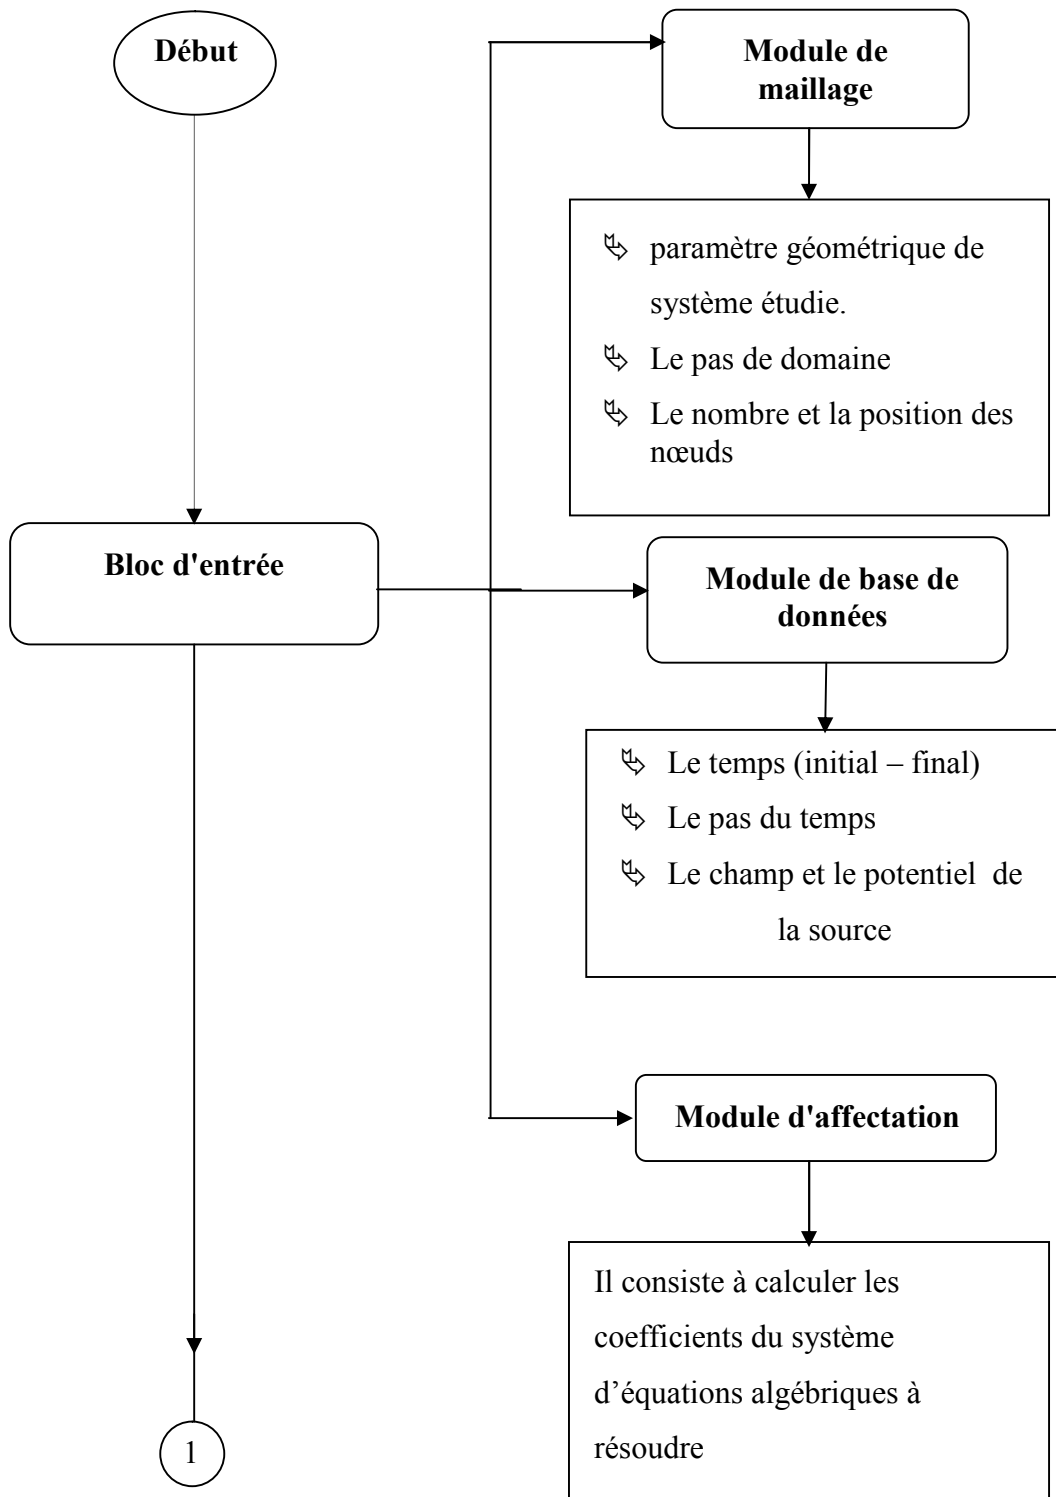 Début
Module de
maillage
paramètre géométrique de
système étudie.
Le pas de domaine
Le nombre et la position des
nœuds
Bloc d'entrée
Module de base de
données
Le temps (initial – final)
Le pas du temps
Le champ et le potentiel de
la source
Module d'affectation
Il consiste à calculer les
coefficients du système
d’équations algébriques à
résoudre
1